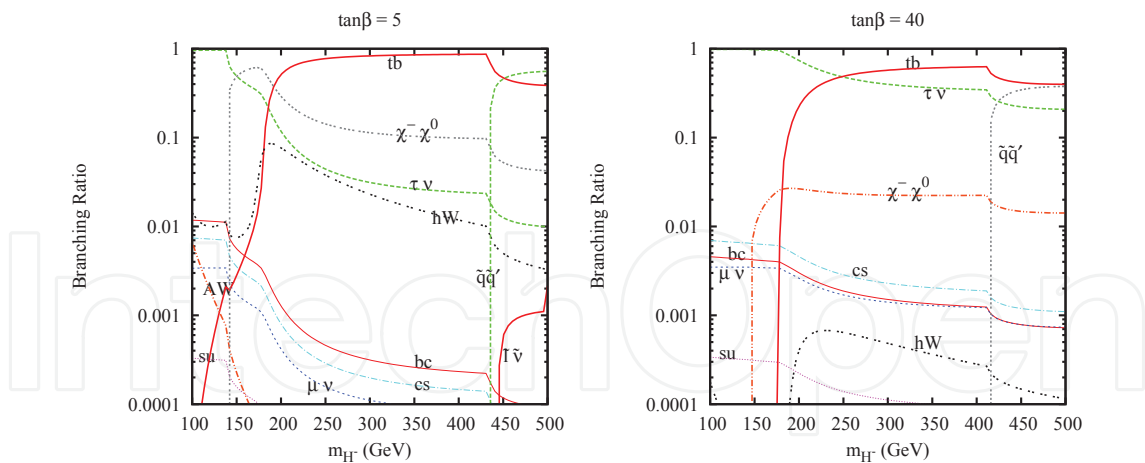 tanβ = 5
Branching Ratio
1
0.1
0.01
0.001
0.0001
tb
χ⁻ χ⁰
τ ν
hW
q̃q̃′
AW
su
bc
cs
μ ν
l̃ ν̃
100 150 200 250 300 350 400 450 500
m_H⁻ (GeV)
tanβ = 40
Branching Ratio
1
0.1
0.01
0.001
0.0001
tb
τ ν
q̃q̃′
χ⁻ χ⁰
bc
μ ν
cs
su
hW
100 150 200 250 300 350 400 450 500
m_H⁻ (GeV)
InTechOpen